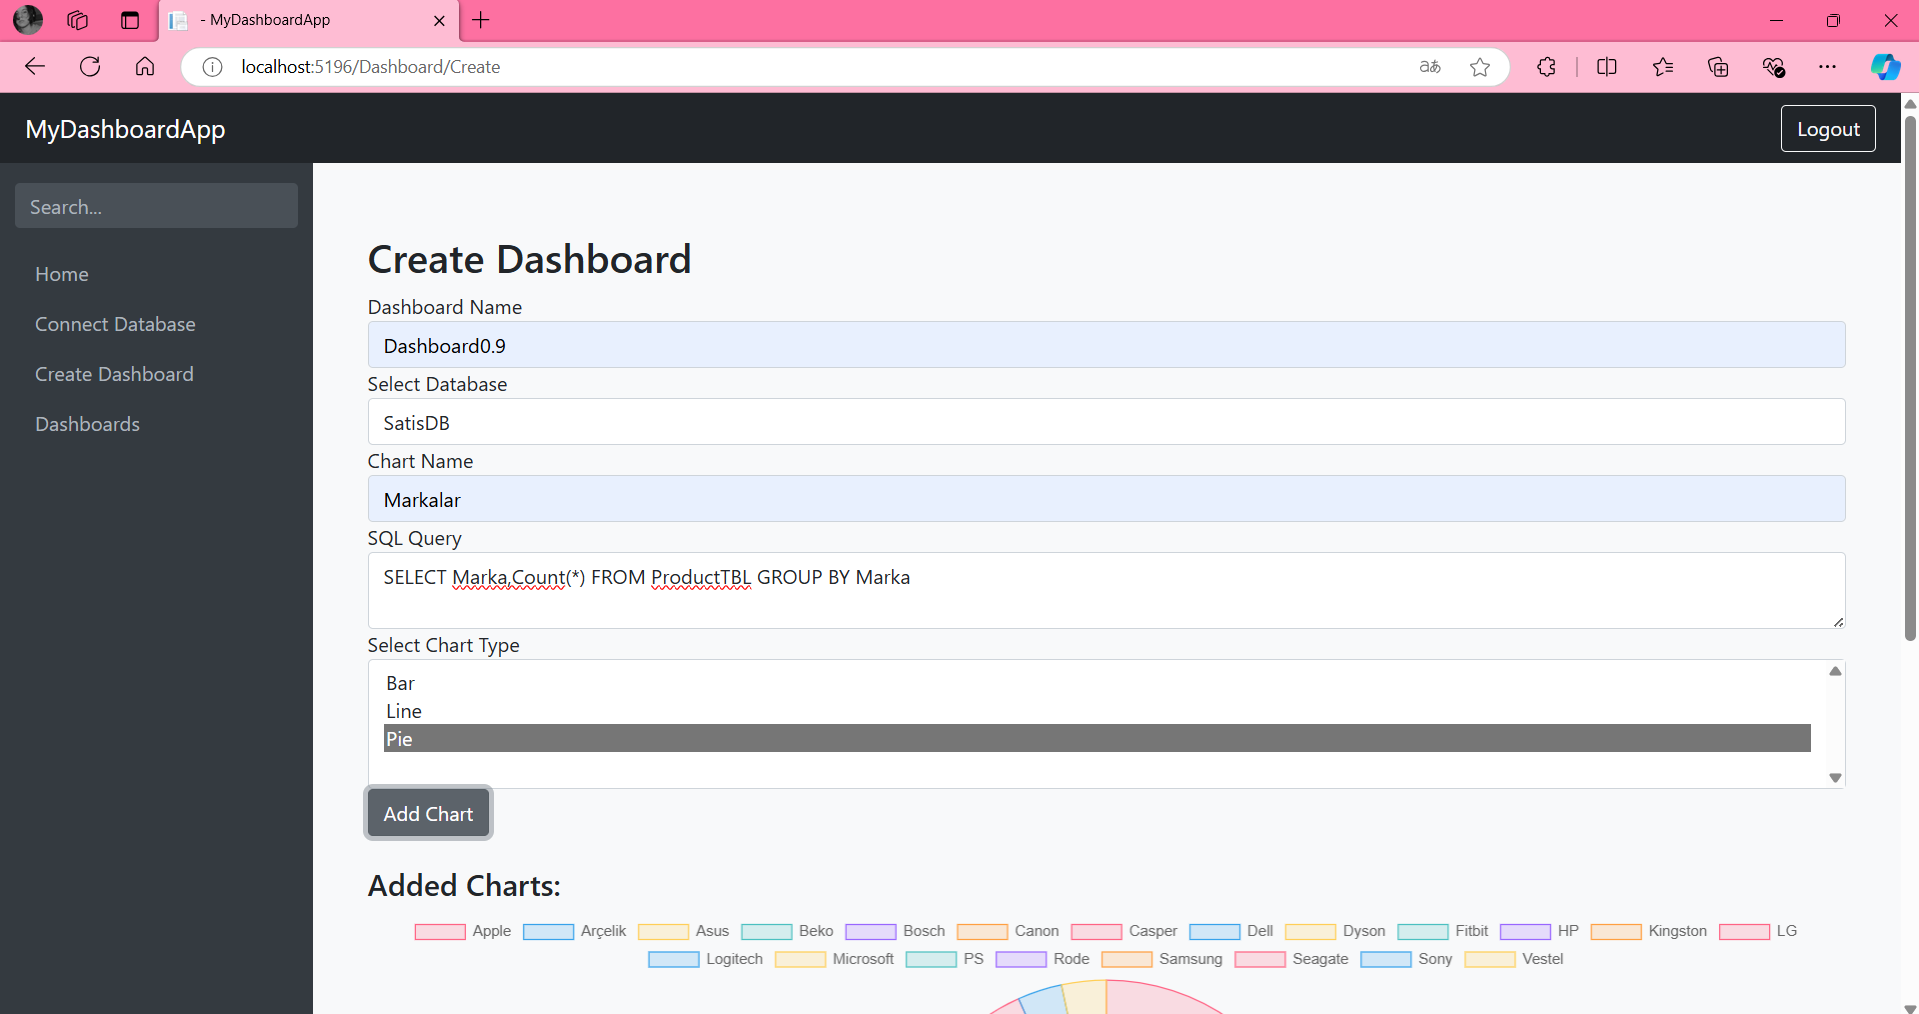 - MyDashboardApp
localhost:5196/Dashboard/Create
aあ
MyDashboardApp
Logout
Search...
Home
Connect Database
Create Dashboard
Dashboards
Create Dashboard
Dashboard Name
Dashboard0.9
Select Database
SatisDB
Chart Name
Markalar
SQL Query
SELECT Marka,Count(*) FROM ProductTBL GROUP BY Marka
Select Chart Type
Bar
Line
Pie
Add Chart
Added Charts:
Apple Arçelik Asus Beko Bosch Canon Casper Dell Dyson Fitbit HP Kingston LG
Logitech Microsoft PS Rode Samsung Seagate Sony Vestel